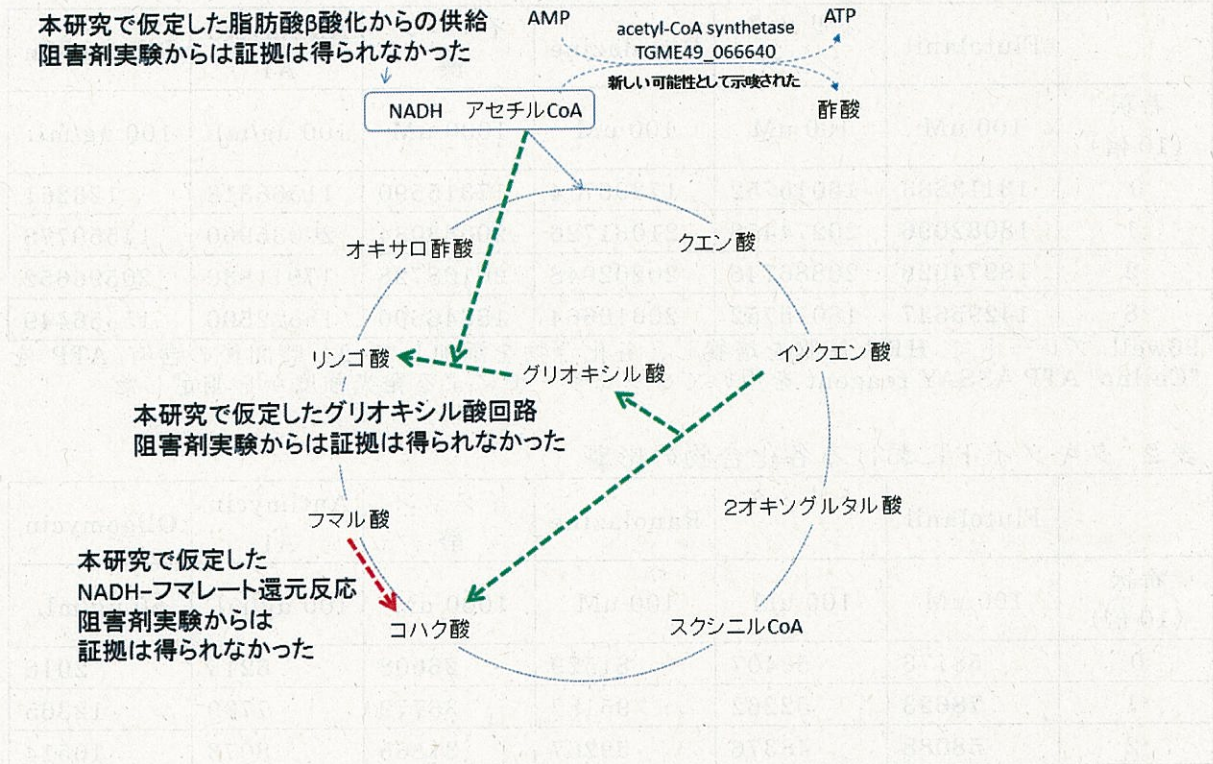 本研究で仮定した脂肪酸β酸化からの供給
阻害剤実験からは証拠は得られなかった
AMP
ATP
acetyl-CoA synthetase
TGME49_066640
新しい可能性として示唆された
酢酸
NADH アセチルCoA
オキサロ酢酸
クエン酸
リンゴ酸
イソクエン酸
グリオキシル酸
本研究で仮定したグリオキシル酸回路
阻害剤実験からは証拠は得られなかった
2オキソグルタル酸
フマル酸
本研究で仮定した
NADH-フマレート還元反応
阻害剤実験からは
証拠は得られなかった
コハク酸
スクシニルCoA